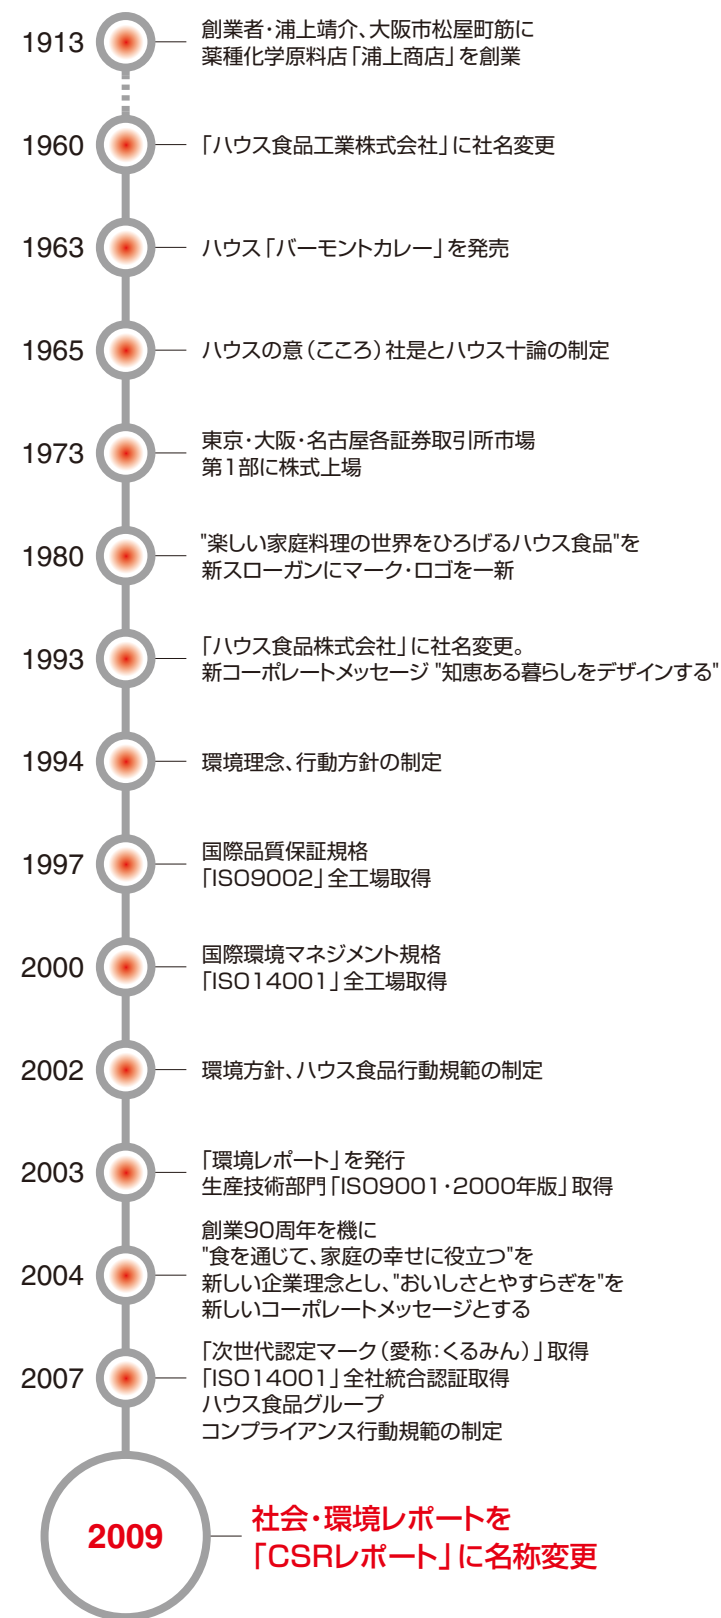 1913
創業者・浦上靖介、大阪市松屋町筋に
薬種化学原料店「浦上商店」を創業
1960
「ハウス食品工業株式会社」に社名変更
1963
ハウス「バーモントカレー」を発売
1965
ハウスの意（こころ）社是とハウス十論の制定
1973
東京・大阪・名古屋各証券取引所市場
第1部に株式上場
1980
"楽しい家庭料理の世界をひろげるハウス食品"を
新スローガンにマーク・ロゴを一新
1993
「ハウス食品株式会社」に社名変更。
新コーポレートメッセージ "知恵ある暮らしをデザインする"
1994
環境理念、行動方針の制定
1997
国際品質保証規格
「ISO9002」全工場取得
2000
国際環境マネジメント規格
「ISO14001」全工場取得
2002
環境方針、ハウス食品行動規範の制定
2003
「環境レポート」を発行
生産技術部門「ISO9001・2000年版」取得
2004
創業90周年を機に
"食を通じて、家庭の幸せに役立つ"を
新しい企業理念とし、"おいしさとやすらぎを"を
新しいコーポレートメッセージとする
2007
「次世代認定マーク（愛称：くるみん）」取得
「ISO14001」全社統合認証取得
ハウス食品グループ
コンプライアンス行動規範の制定
2009
社会・環境レポートを
「CSRレポート」に名称変更